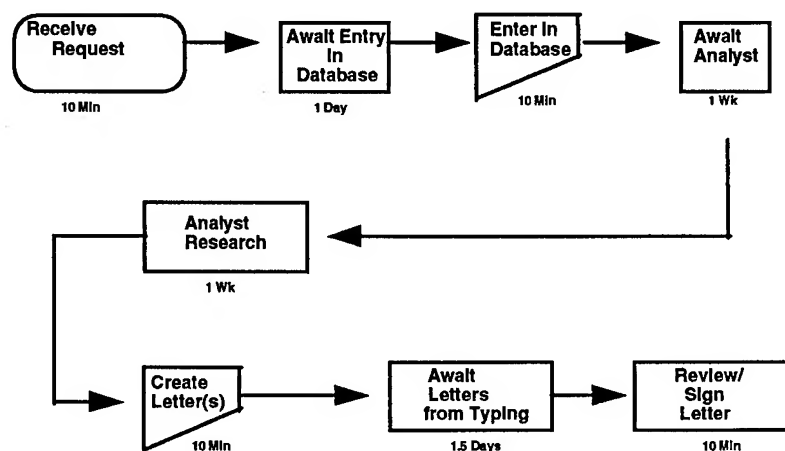 Receive
Request
10 Min
Await Entry
In
Database
1 Day
Enter In
Database
10 Min
Await
Analyst
1 Wk
Analyst
Research
1 Wk
Create
Letter(s)
10 Min
Await
Letters
from Typing
1.5 Days
Review/
Sign
Letter
10 Min